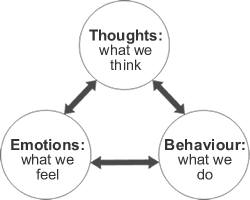 Thoughts:
what we
think
Emotions:
what we
feel
Behaviour:
what we
do